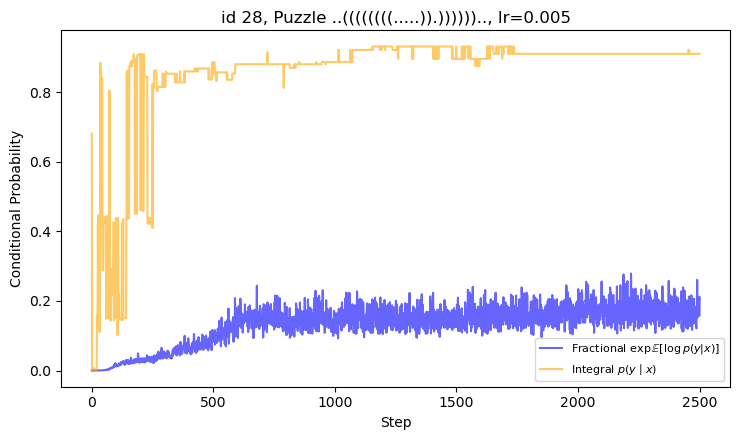 id 28, Puzzle ..((((((((.....)).))))))..,  lr=0.005
Conditional Probability
0.8
0.6
0.4
0.2
0.0
Fractional exp𝔼[log p(y|x)]
Integral p(y | x)
0 500 1000 1500 2000 2500
Step